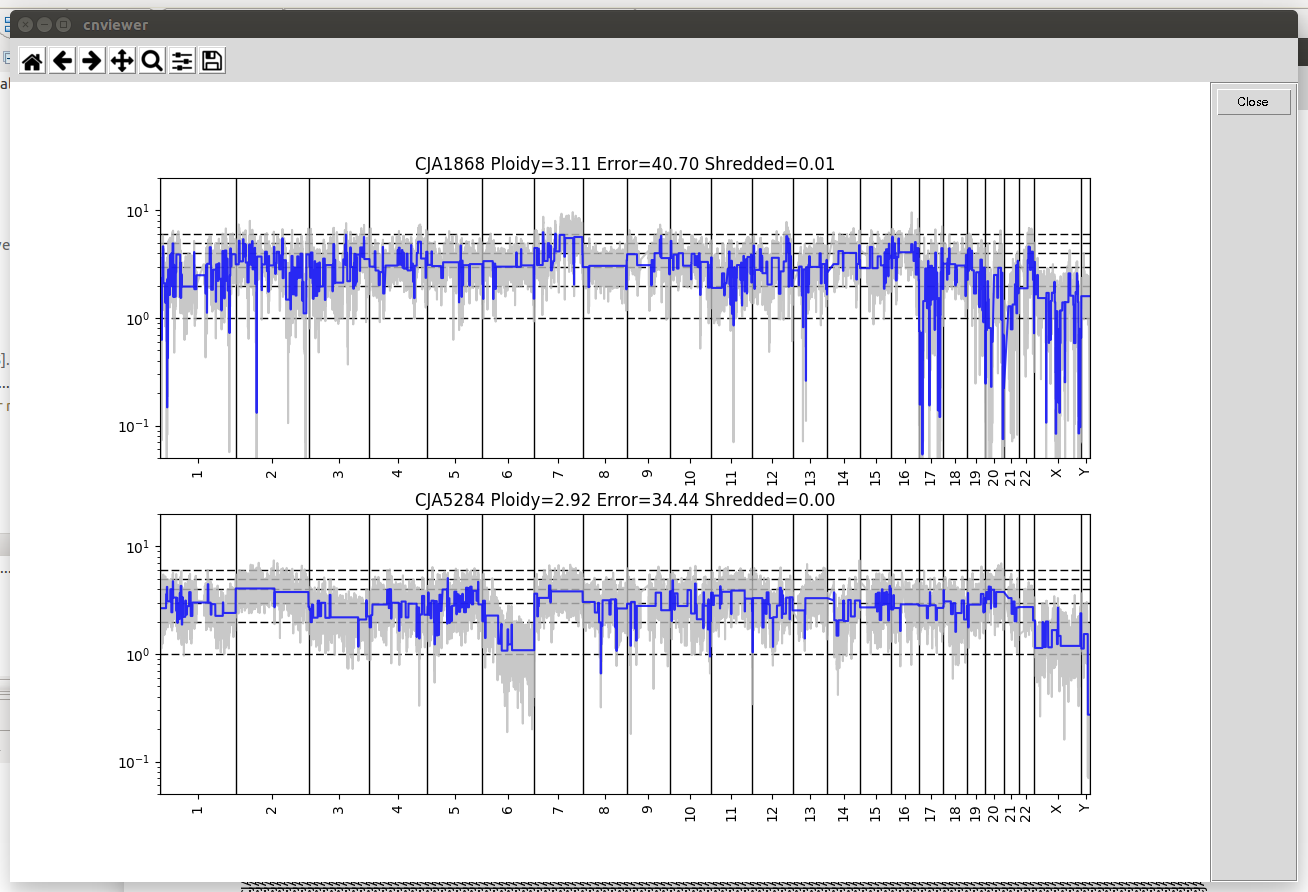 cnviewer
Close
CJA1868 Ploidy=3.11 Error=40.70 Shredded=0.01
10¹
10⁰
10⁻¹
1 2 3 4 5 6 7 8 9 10 11 12 13 14 15 16 17 18 19 20 21 22 X Y
CJA5284 Ploidy=2.92 Error=34.44 Shredded=0.00
10¹
10⁰
10⁻¹
1 2 3 4 5 6 7 8 9 10 11 12 13 14 15 16 17 18 19 20 21 22 X Y